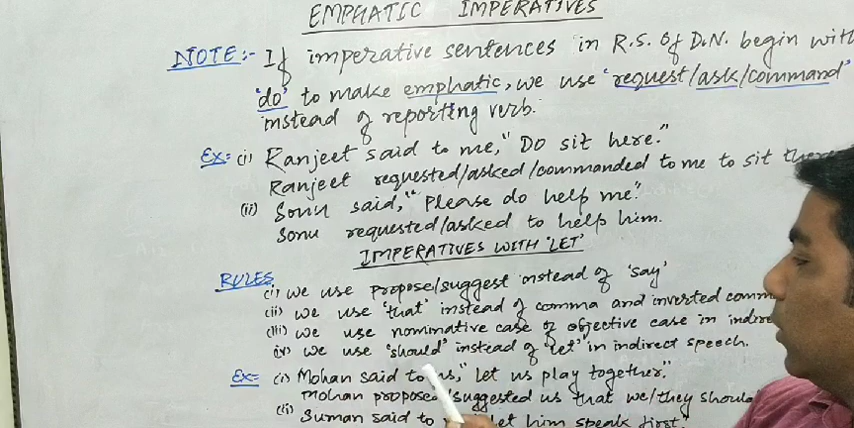 EMPHATIC IMPERATIVES
NOTE:- If imperative sentences in R.S. of D.N. begin with
'do' to make emphatic, we use 'request/ask/command'
instead of reporting verb.
Ex:- (i) Ranjeet said to me, "Do sit here."
Ranjeet requested/asked/commanded to me to sit there
(ii) Sonu said, "Please do help me."
Sonu requested/asked to help him.
IMPERATIVES WITH 'LET'
RULES
(i) We use propose/suggest instead of 'say'
(ii) We use 'that' instead of comma and inverted comm
(iii) We use nominative case of objective case in indire
(iv) We use 'should' instead of 'let' in indirect speech.
Ex:- (i) Mohan said to us, "Let us play together."
Mohan propose suggested us that we/they should
(ii) Suman said to let him speak first."